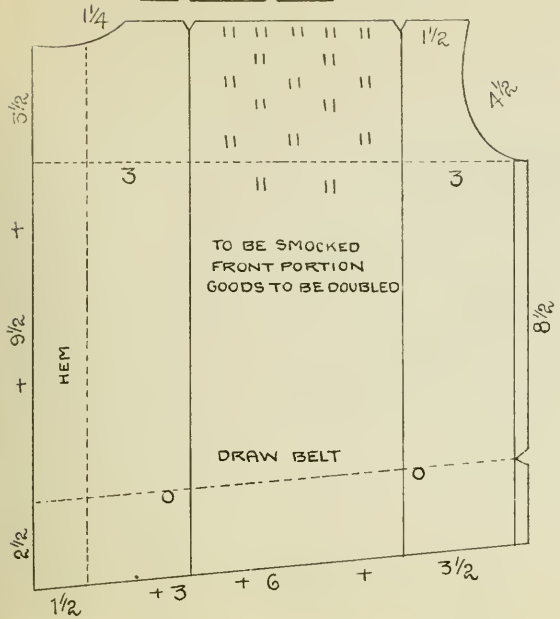 1¼
1½
4½
5½
3
3
+
TO BE SMOCKED
FRONT PORTION
GOODS TO BE DOUBLED
9½
8½
HEM
+
DRAW BELT
O
O
2½
1½
+ 3
+ 6
+
3½